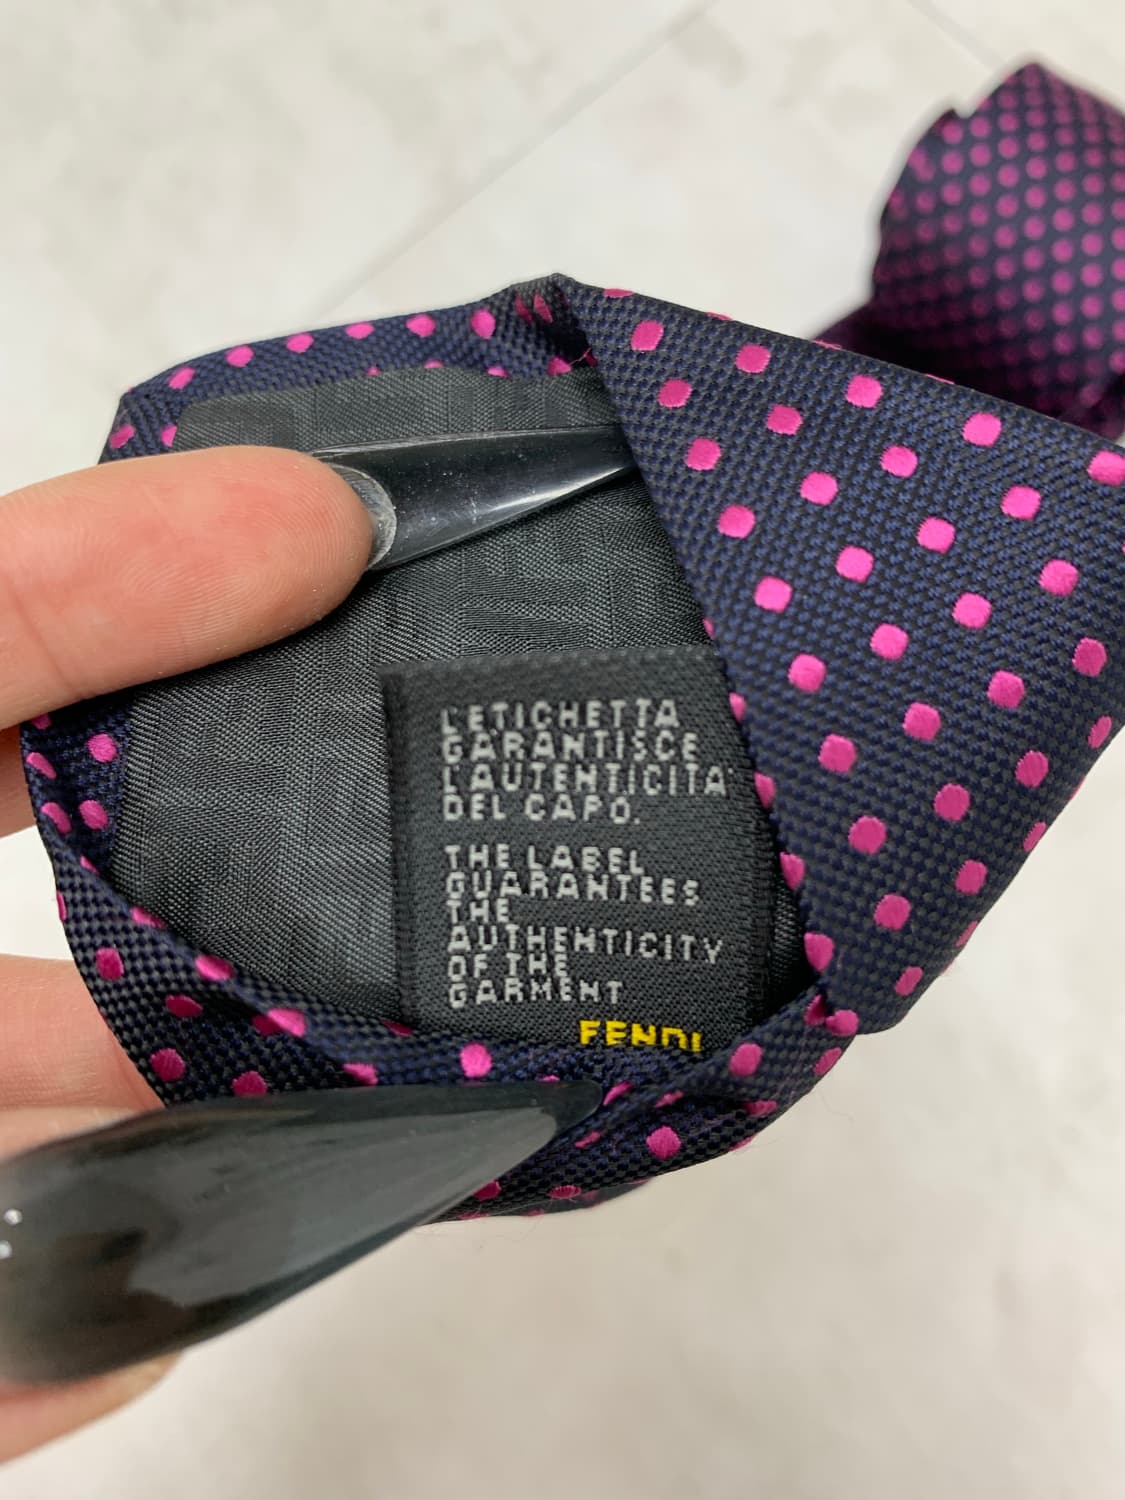 L'ETICHETTA
GARANTISCE
L'AUTENTICITA'
DEL CAPO.
THE LABEL
GUARANTEES
THE
AUTHENTICITY
OF THE
GARMENT
FENDI